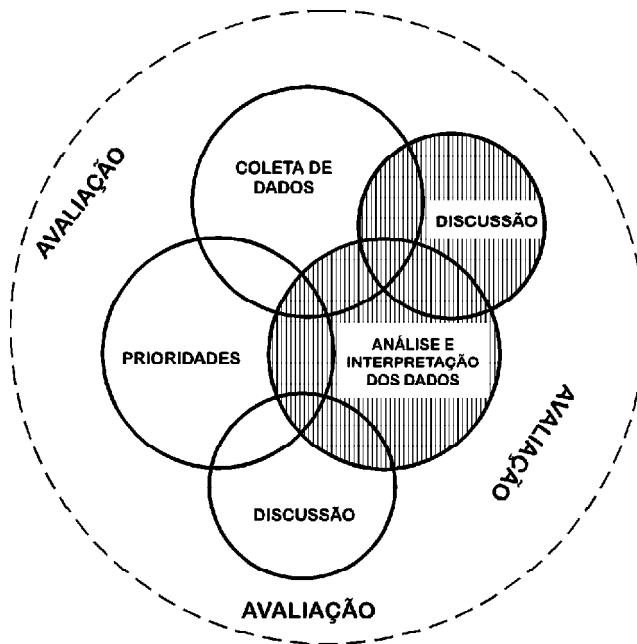 AVALIAÇÃO
COLETA DE
DADOS
DISCUSSÃO
PRIORIDADES
ANÁLISE E
INTERPRETAÇÃO
DOS DADOS
AVALIAÇÃO
DISCUSSÃO
AVALIAÇÃO